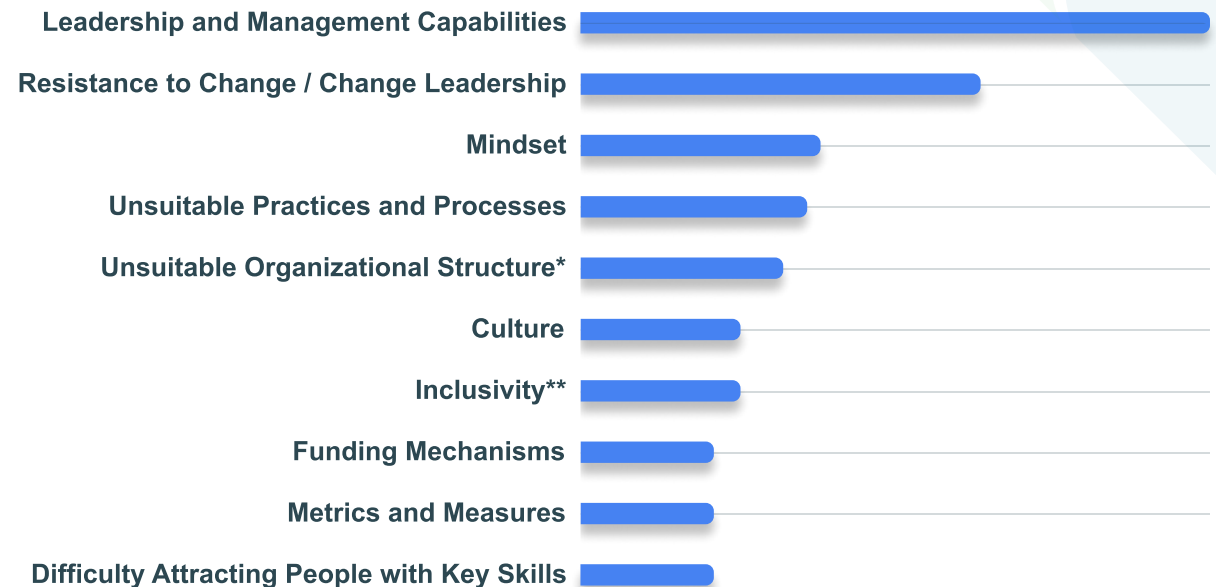 Leadership and Management Capabilities
Resistance to Change / Change Leadership
Mindset
Unsuitable Practices and Processes
Unsuitable Organizational Structure*
Culture
Inclusivity**
Funding Mechanisms
Metrics and Measures
Difficulty Attracting People with Key Skills